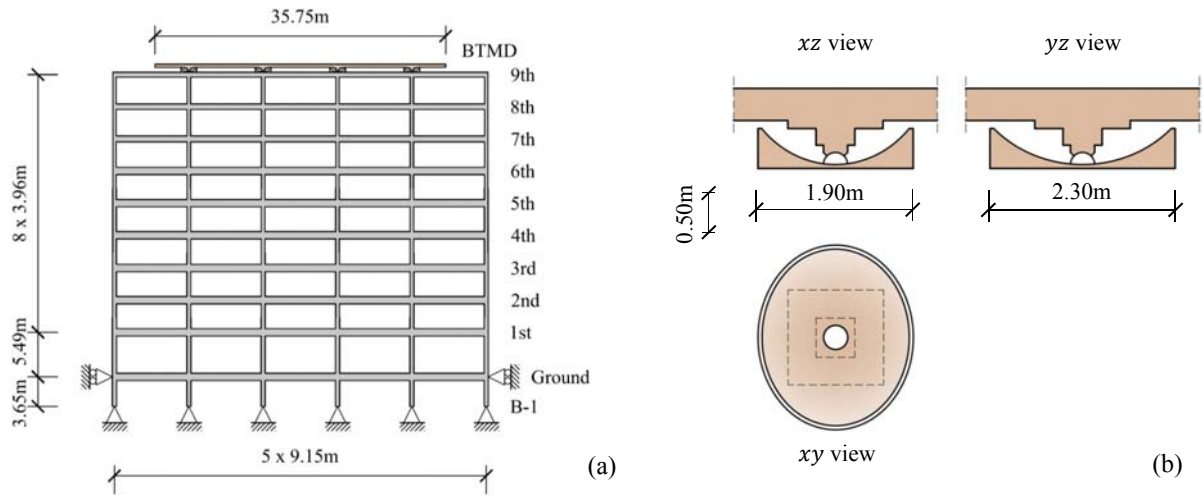 35.75m
BTMD
9th
8th
7th
6th
5th
4th
3rd
2nd
1st
Ground
B-1
8 x 3.96m
5.49m
3.65m
5 x 9.15m
(a)
xz view
yz view
1.90m
2.30m
0.50m
xy view
(b)